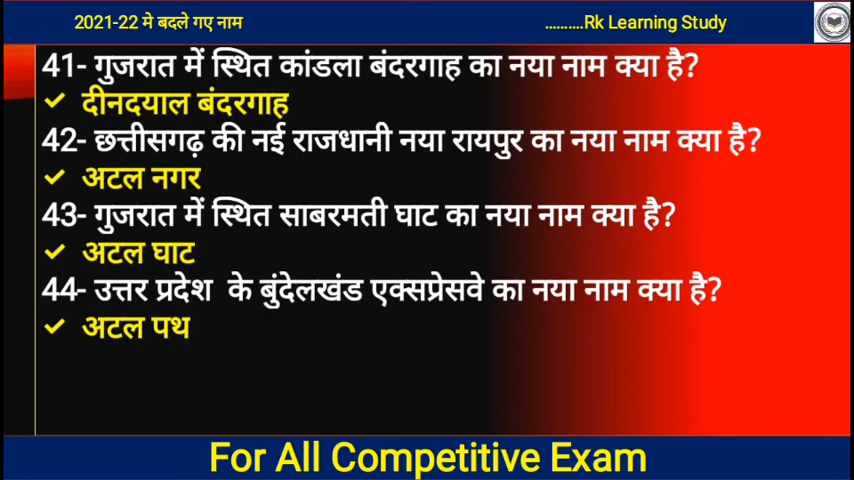 2021-22 मे बदले गए नाम
..........Rk Learning Study
41- गुजरात में स्थित कांडला बंदरगाह का नया नाम क्या है?
✓ दीनदयाल बंदरगाह
42- छत्तीसगढ़ की नई राजधानी नया रायपुर का नया नाम क्या है?
✓ अटल नगर
43- गुजरात में स्थित साबरमती घाट का नया नाम क्या है?
✓ अटल घाट
44- उत्तर प्रदेश के बुंदेलखंड एक्सप्रेसवे का नया नाम क्या है?
✓ अटल पथ
For All Competitive Exam